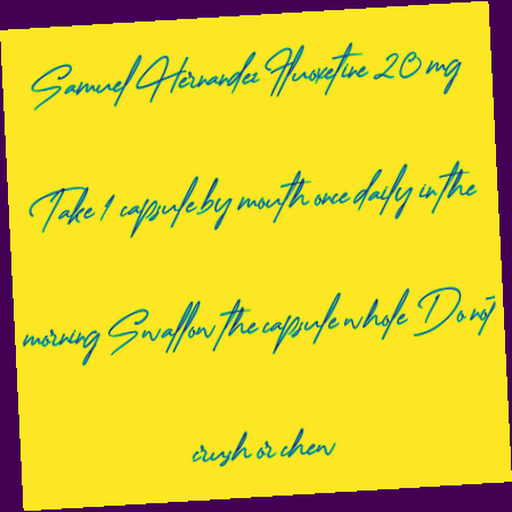 Samuel Hernandez Fluoxetine 20 mg
Take 1 capsule by mouth once daily in the
morning Swallow the capsule whole Do not
crush or chew